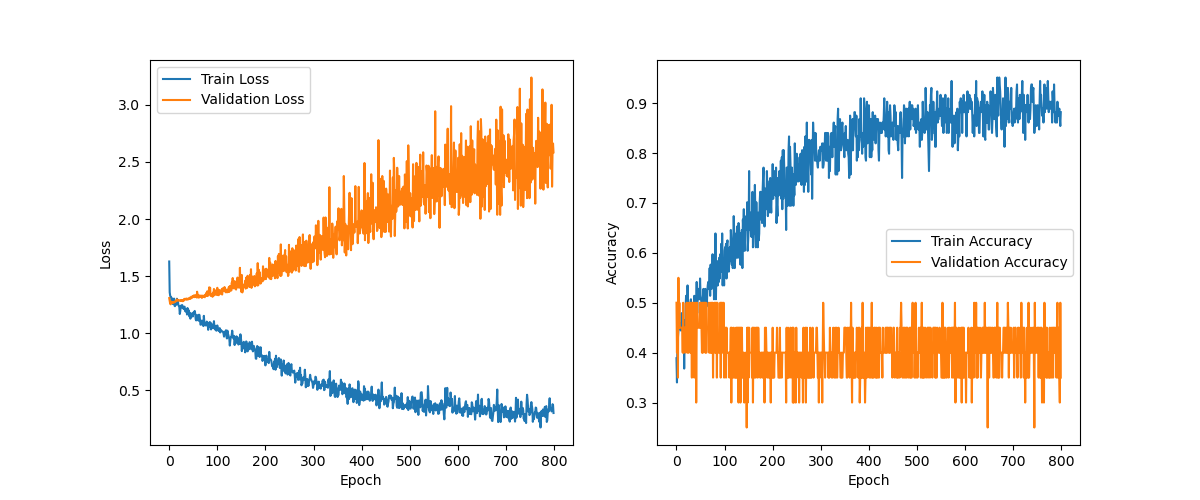 Train Loss
Validation Loss
3.0
2.5
2.0
1.5
1.0
0.5
Loss
0 100 200 300 400 500 600 700 800
Epoch
0.9
0.8
0.7
0.6
0.5
0.4
0.3
Accuracy
Train Accuracy
Validation Accuracy
0 100 200 300 400 500 600 700 800
Epoch